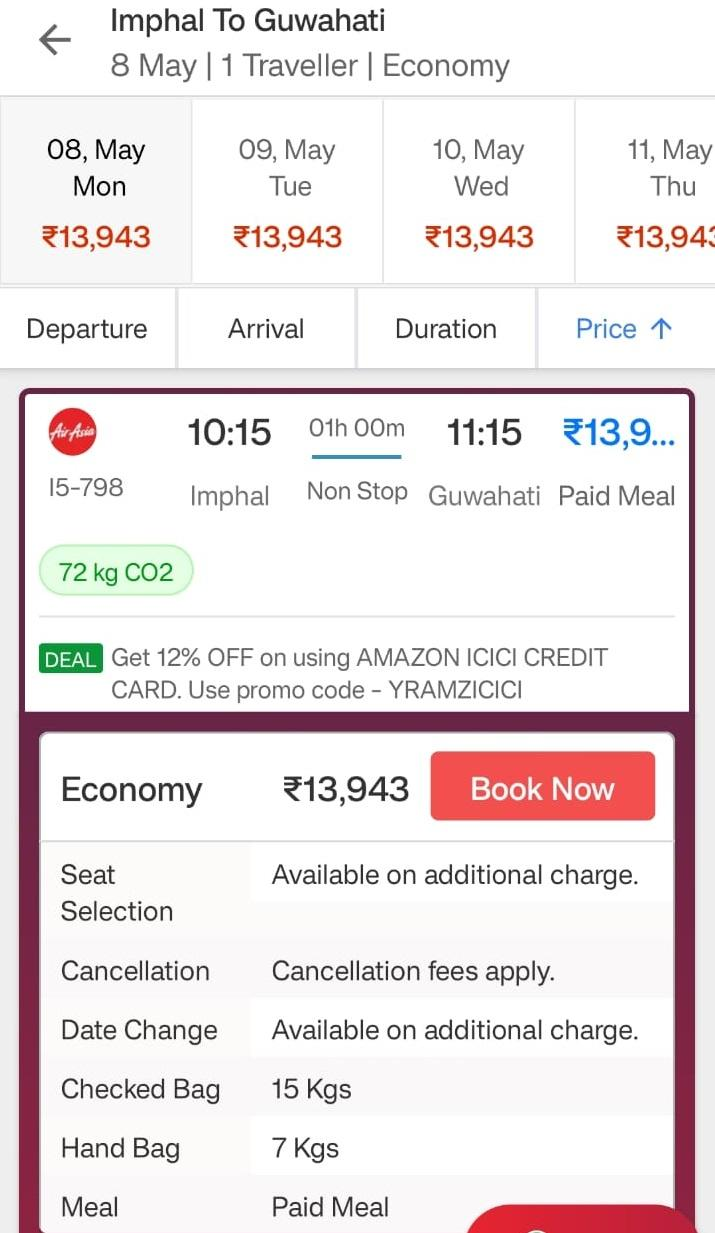 Imphal To Guwahati
8 May | 1 Traveller | Economy
08, May
Mon
₹13,943
09, May
Tue
₹13,943
10, May
Wed
₹13,943
11, May
Thu
₹13,943
Departure
Arrival
Duration
Price ↑
AirAsia
I5-798
10:15
Imphal
01h 00m
Non Stop
11:15
Guwahati
₹13,9...
Paid Meal
72 kg CO2
DEAL Get 12% OFF on using AMAZON ICICI CREDIT
CARD. Use promo code - YRAMZICICI
Economy ₹13,943 Book Now
Seat Available on additional charge.
Selection
Cancellation Cancellation fees apply.
Date Change Available on additional charge.
Checked Bag 15 Kgs
Hand Bag 7 Kgs
Meal Paid Meal